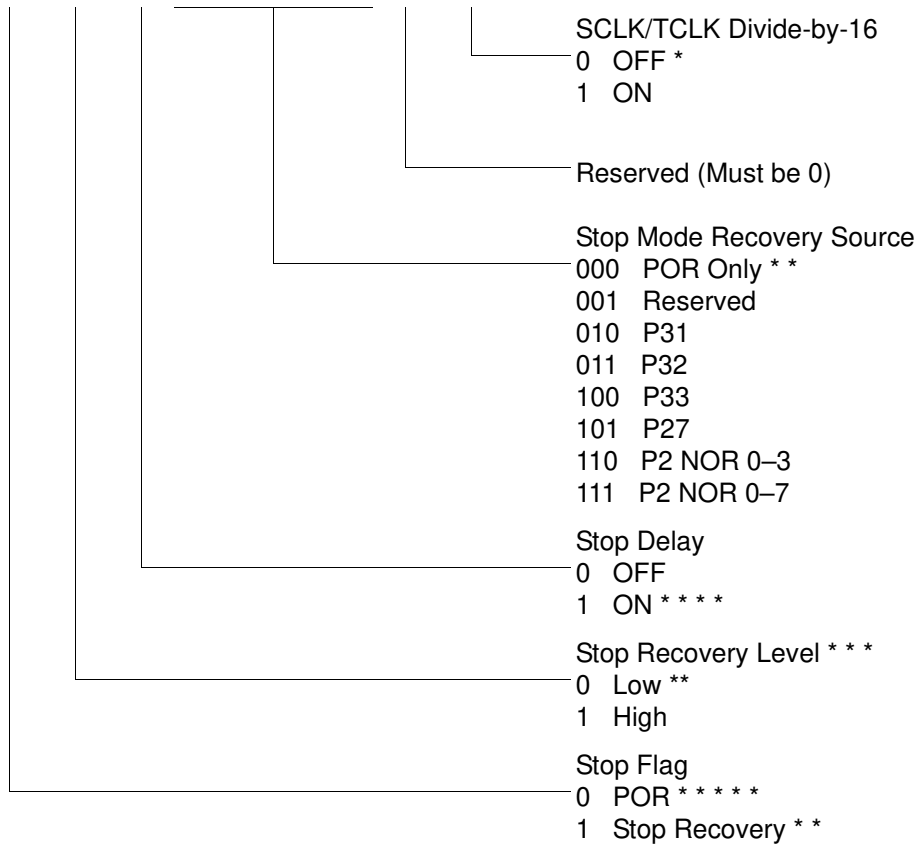 SCLK/TCLK Divide-by-16
0 OFF *
1 ON
Reserved (Must be 0)
Stop Mode Recovery Source
000 POR Only * *
001 Reserved
010 P31
011 P32
100 P33
101 P27
110 P2 NOR 0–3
111 P2 NOR 0–7
Stop Delay
0 OFF
1 ON * * * *
Stop Recovery Level * * *
0 Low **
1 High
Stop Flag
0 POR * * * * *
1 Stop Recovery * *